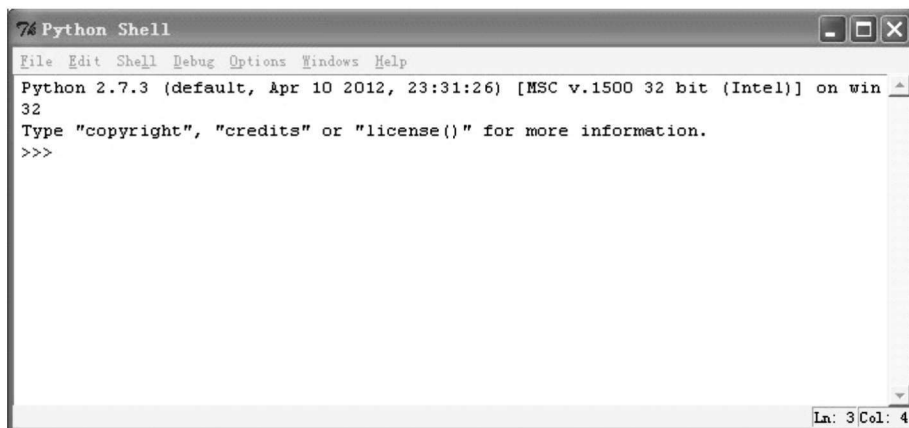 Python Shell
File Edit Shell Debug Options Windows Help
Python 2.7.3 (default, Apr 10 2012, 23:31:26) [MSC v.1500 32 bit (Intel)] on win
32
Type "copyright", "credits" or "license()" for more information.
>>>
Ln: 3 Col: 4